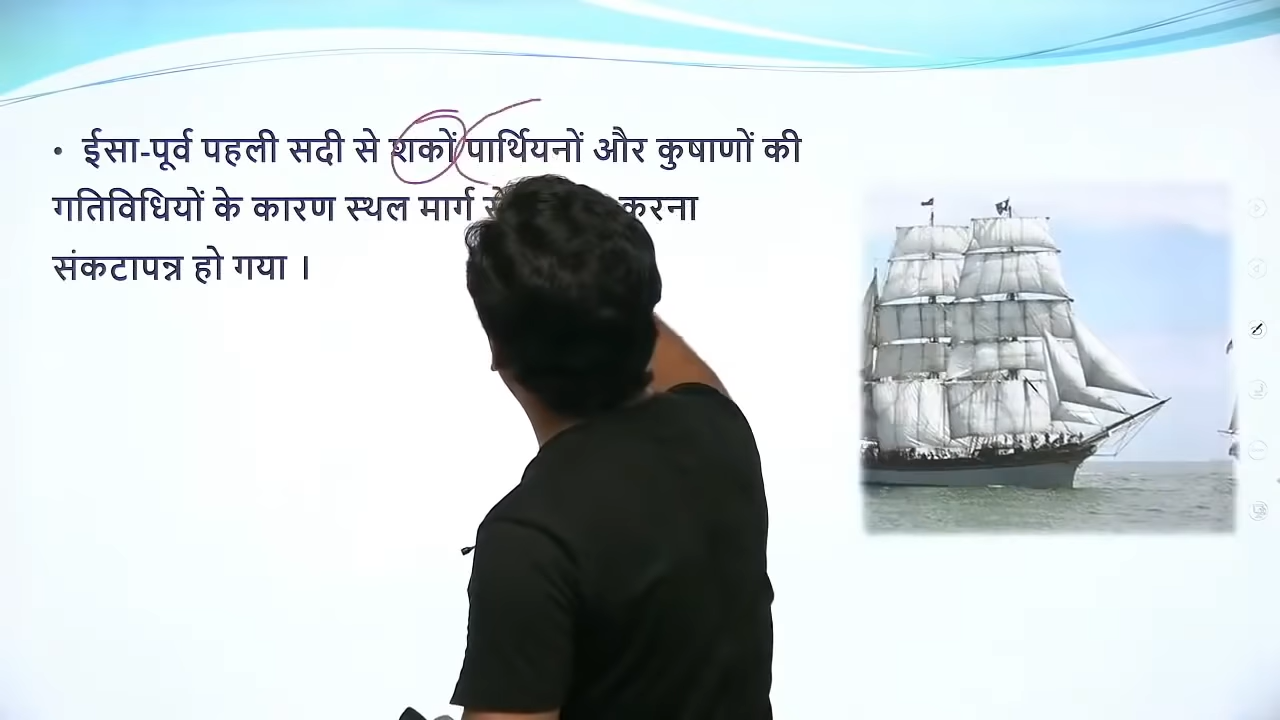 • ईसा-पूर्व पहली सदी से शकों पार्थियनों और कुषाणों की
गतिविधियों के कारण स्थल मार्ग करना
संकटापन्न हो गया ।